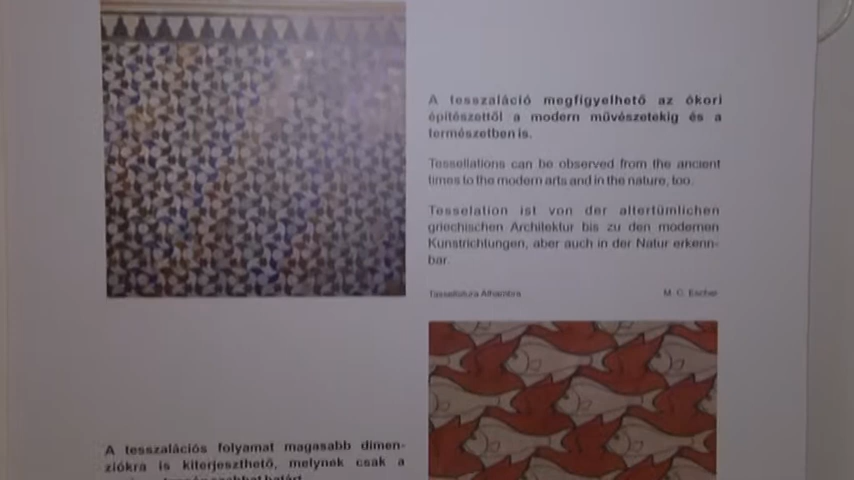 A tesszaláció megfigyelhető az ókori
építészettől a modern művészetekig és a
természetben is.
Tessellations can be observed from the ancient
times to the modern arts and in the nature, too.
Tesselation ist von der altertümlichen
griechischen Architektur bis zu den modernen
Kunstrichtungen, aber auch in der Natur erkenn-
bar.
Tassellatura Alhambra
M. C. Escher
A tesszalációs folyamat magasabb dimen-
ziókra is kiterjeszthető, melynek csak a